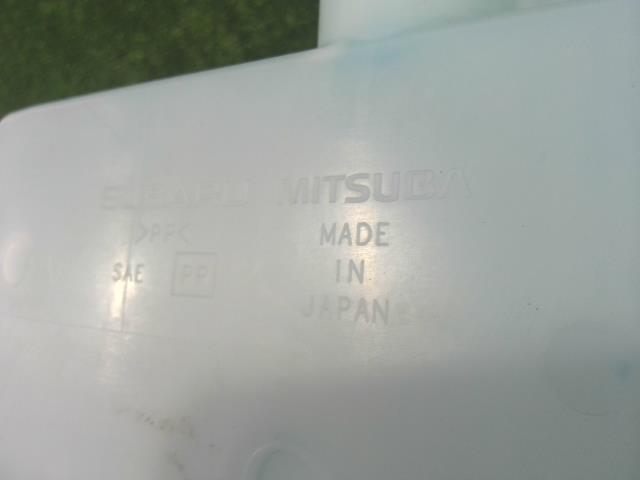 SUBARU MITSUBA
>PP< MADE
SAE PP IN
JAPAN